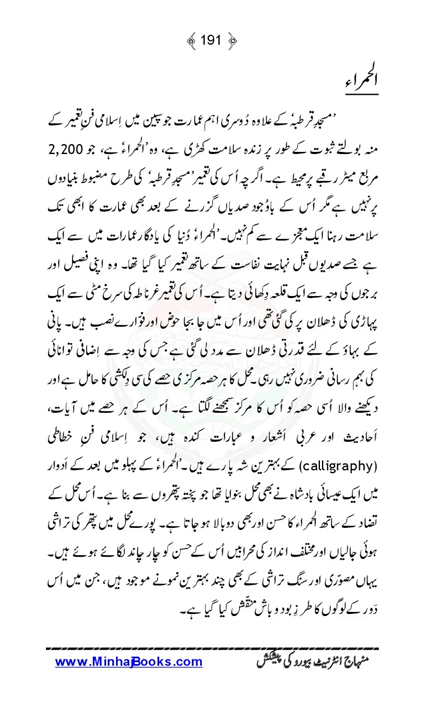 ﴿ 191 ﴾
الحمراء
’مسجدِ قرطبہ‘ کے علاوہ دُوسری اہم عمارت جو سپین میں اِسلامی فنِ تعمیر کے
منہ بولتے ثبوت کے طور پر زندہ سلامت کھڑی ہے، وہ ’الحمراء‘ ہے، جو 2,200
مربع میٹر رقبے پر محیط ہے۔ اگرچہ اُس کی تعمیر ’مسجدِ قرطبہ‘ کی طرح مضبوط بنیادوں
پر نہیں ہے مگر اُس کے باوُجود صدیاں گزرنے کے بعد بھی عمارت کا ابھی تک
سلامت رہنا ایک معجزے سے کم نہیں۔ ’الحمراء‘ دُنیا کی یادگار عمارات میں سے ایک
ہے جسے صدیوں قبل نہایت نفاست کے ساتھ تعمیر کیا گیا تھا۔ وہ اپنی فصیل اور
برجوں کی وجہ سے ایک قلعہ دِکھائی دیتا ہے۔ اُس کی تعمیر غرناطہ کی سرخ مٹی سے ایک
پہاڑی کی ڈھلان پر کی گئی تھی اور اُس میں جا بجا حوض اور فوّارے نصب ہیں۔ پانی
کے بہاؤ کے لئے قدرتی ڈھلان سے مدد لی گئی ہے جس کی وجہ سے اِضافی توانائی
کی بہم رسانی ضروری نہیں رہی۔ محل کا ہر حصہ مرکزی حصے کی سی دِلکشی کا حامل ہے اور
دیکھنے والا اُسی حصہ کو اُس کا مرکز سمجھنے لگتا ہے۔ اُس کے ہر حصے میں آیات،
اَحادیث اور عربی اَشعار و عبارات کندہ ہیں، جو اِسلامی فنِ خطاطی
(calligraphy) کے بہترین شہ پارے ہیں۔ ’الحمراء‘ کے پہلو میں بعد کے اَدوار
میں ایک عیسائی بادشاہ نے بھی محل بنوایا تھا جو پختہ پتھروں سے بنا ہے۔ اُس محل کے
تضاد کے ساتھ الحمراء کا حسن اور بھی دوبالا ہو جاتا ہے۔ پورے محل میں پتھر کی تراشی
ہوئی جالیاں اور مختلف انداز کی محرابیں اُس کے حسن کو چار چاند لگائے ہوئے ہیں۔
یہاں مصوّری اور سنگ تراشی کے بھی چند بہترین نمونے موجود ہیں، جن میں اُس
دَور کے لوگوں کا طرزِ بود و باش منقّش کیا گیا ہے۔
منہاج انٹرنیٹ بیورو کی پیشکش www.MinhajBooks.com